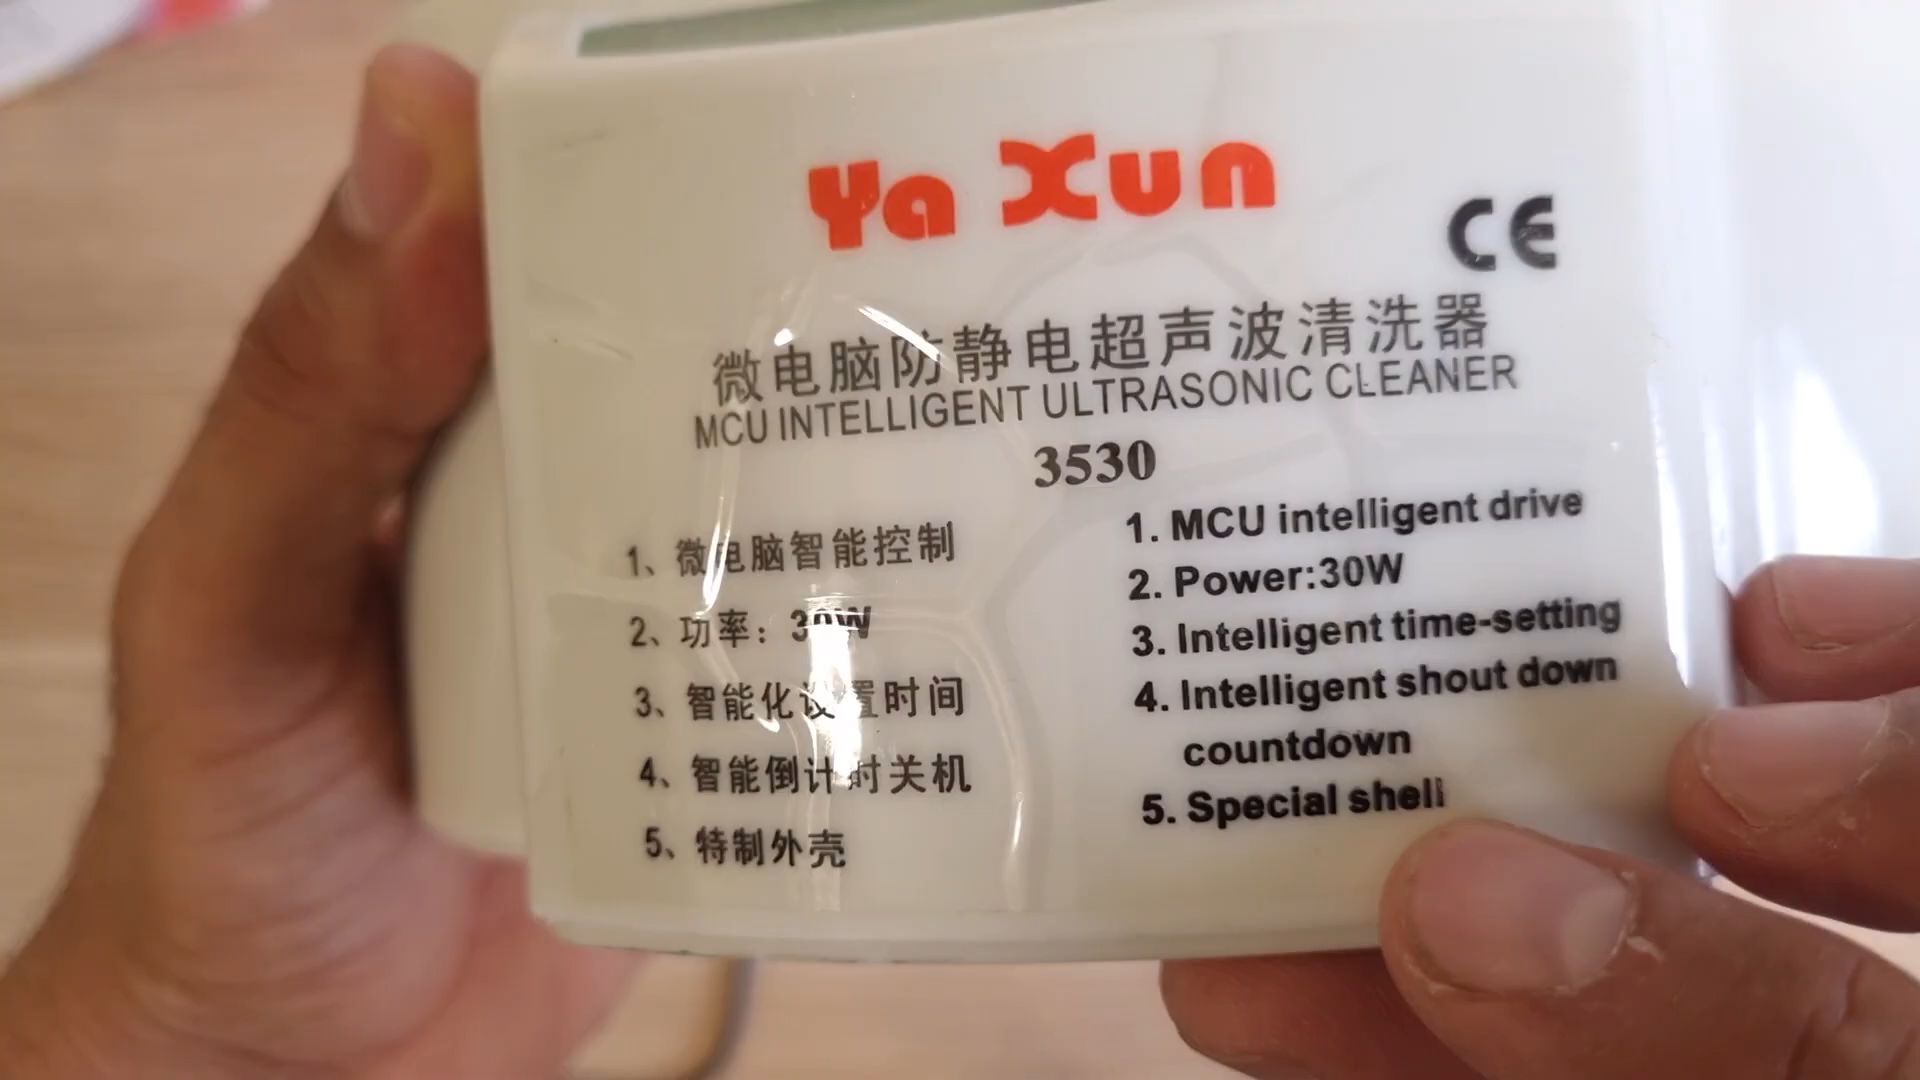 Ya Xun
CE
微电脑防静电超声波清洗器
MCU INTELLIGENT ULTRASONIC CLEANER
3530
1、微电脑智能控制
2、功率：30W
3、智能化设置时间
4、智能倒计时关机
5、特制外壳
1. MCU intelligent drive
2. Power:30W
3. Intelligent time-setting
4. Intelligent shout down
countdown
5. Special shell